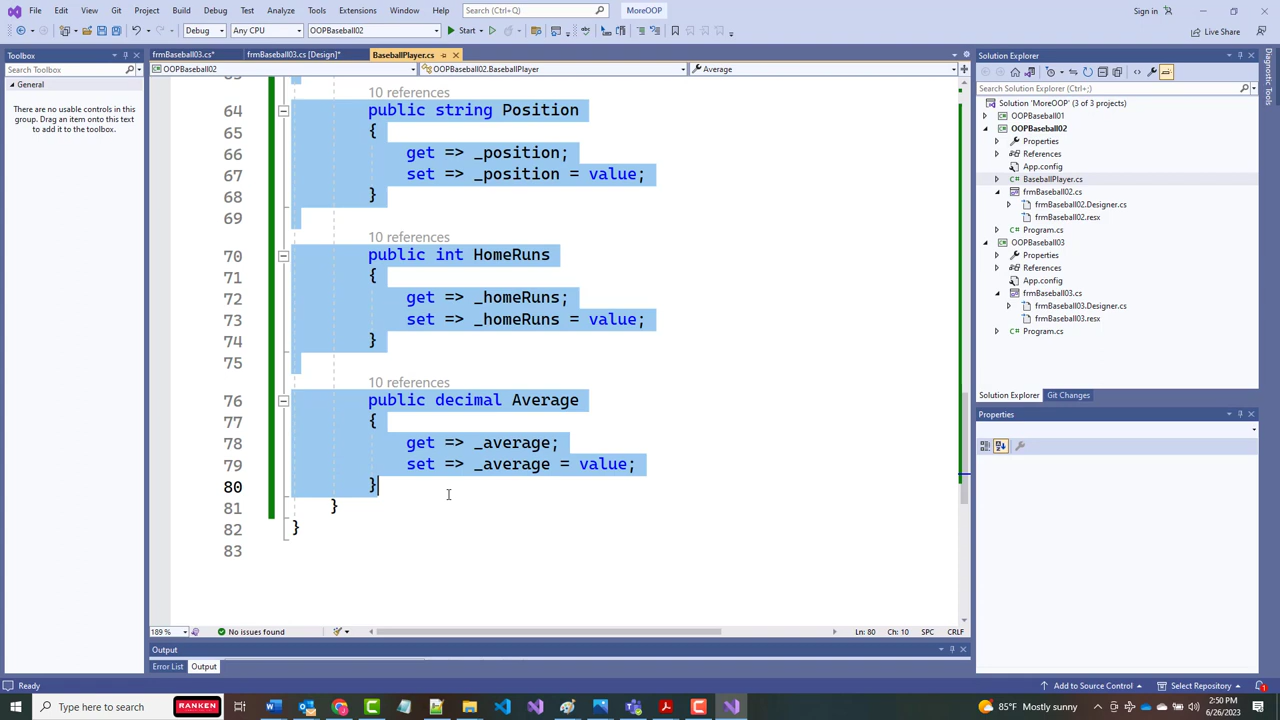 File Edit View Git Project Build Debug Test Analyze Tools Extensions Window Help Search (Ctrl+Q) MoreOOP Sign in
Debug Any CPU OOPBaseball02 Start Live Share
Toolbox
Search Toolbox
General
There are no usable controls in this
group. Drag an item onto this text
to add it to the toolbox.
frmBaseball03.cs* frmBaseball03.cs [Design]* BaseballPlayer.cs
OOPBaseball02 OOPBaseball02.BaseballPlayer Average
10 references
64 public string Position
65 {
66 get => _position;
67 set => _position = value;
68 }
69
10 references
70 public int HomeRuns
71 {
72 get => _homeRuns;
73 set => _homeRuns = value;
74 }
75
10 references
76 public decimal Average
77 {
78 get => _average;
79 set => _average = value;
80 }
81 }
82 }
83
189 % No issues found Ln: 80 Ch: 10 SPC CRLF
Output
Error List Output
Solution Explorer
Search Solution Explorer (Ctrl+;)
Solution 'MoreOOP' (3 of 3 projects)
OOPBaseball01
OOPBaseball02
Properties
References
App.config
BaseballPlayer.cs
frmBaseball02.cs
frmBaseball02.Designer.cs
frmBaseball02.resx
Program.cs
OOPBaseball03
Properties
References
App.config
frmBaseball03.cs
frmBaseball03.Designer.cs
frmBaseball03.resx
Program.cs
Solution Explorer Git Changes
Properties
Diagnostic Tools
Ready Add to Source Control Select Repository
Type here to search RANKEN 85°F Mostly sunny 2:50 PM
6/26/2023